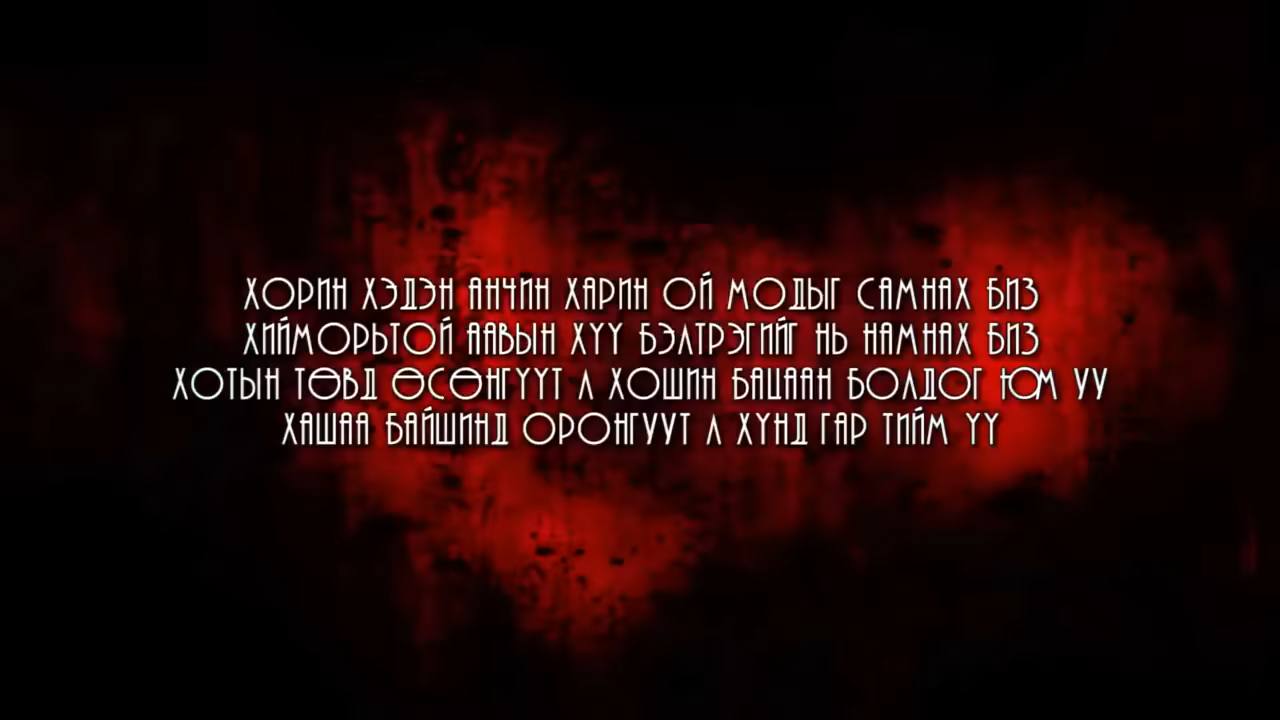 ХОРИН ХЭДЭН АНЧИН ХАРИН ОЙ МОДЫГ САМНАХ БИЗ
ХИЙМОРЬТОЙ ААВЫН ХҮҮ БЭЛТРЭГИЙГ НЬ НАМНАХ БИЗ
ХОТЫН ТӨВД ӨСӨНГҮҮТ Л ХОШИН БАЦААН БОЛДОГ ЮМ УУ
ХАШАА БАЙШИНД ОРОНГУУТ Л ХҮНД ГАР ТИЙМ ҮҮ